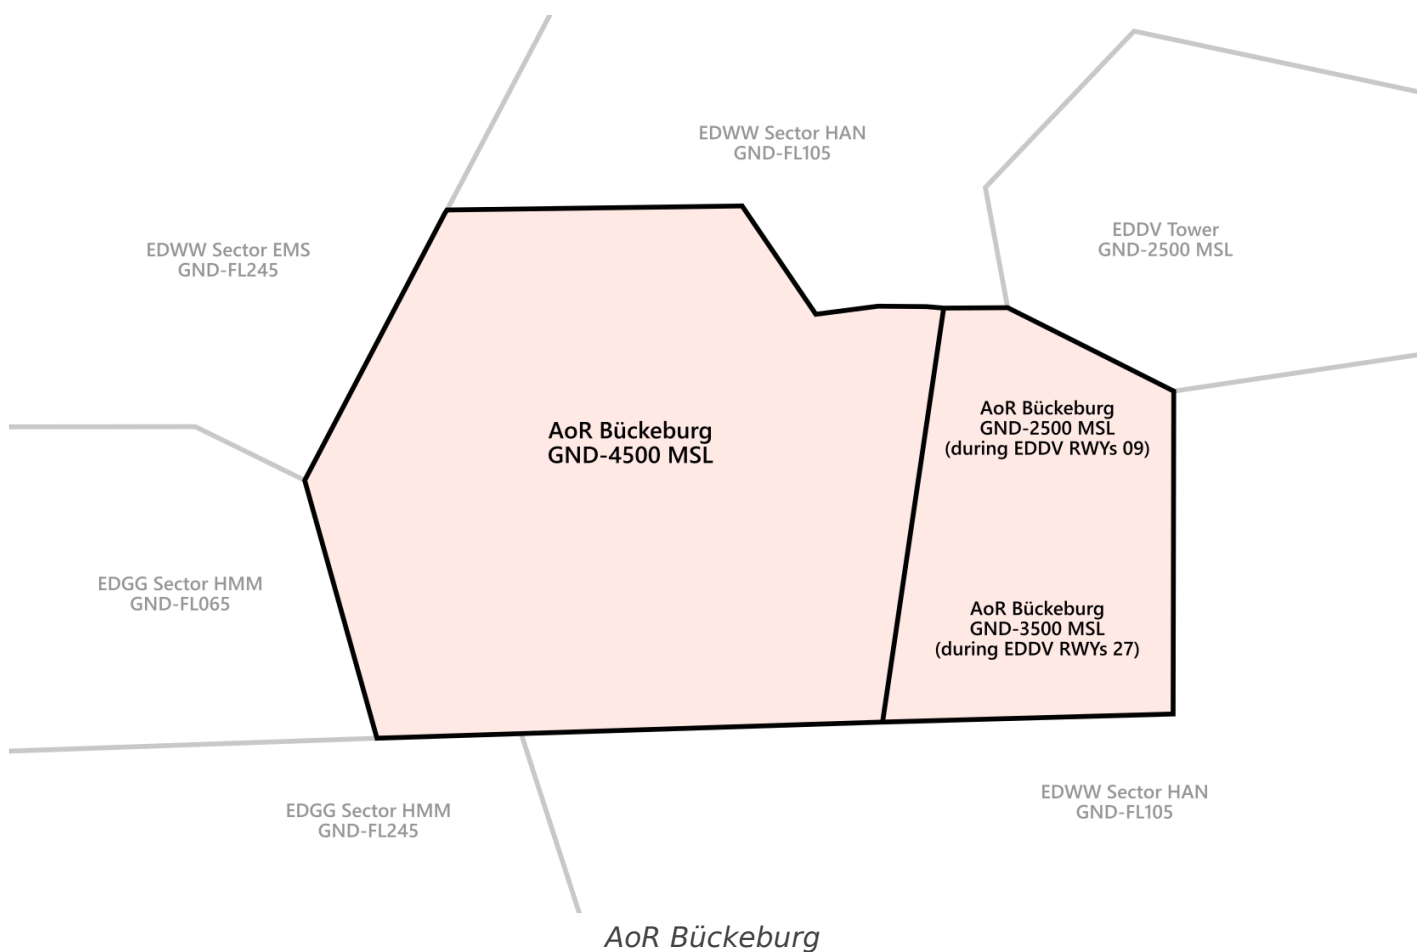 EDWW Sector HAN
GND-FL105
EDDV Tower
GND-2500 MSL
EDWW Sector EMS
GND-FL245
AoR Bückeburg
GND-2500 MSL
(during EDDV RWYs 09)
AoR Bückeburg
GND-4500 MSL
EDGG Sector HMM
GND-FL065
AoR Bückeburg
GND-3500 MSL
(during EDDV RWYs 27)
EDWW Sector HAN
GND-FL105
EDGG Sector HMM
GND-FL245
AoR Bückeburg